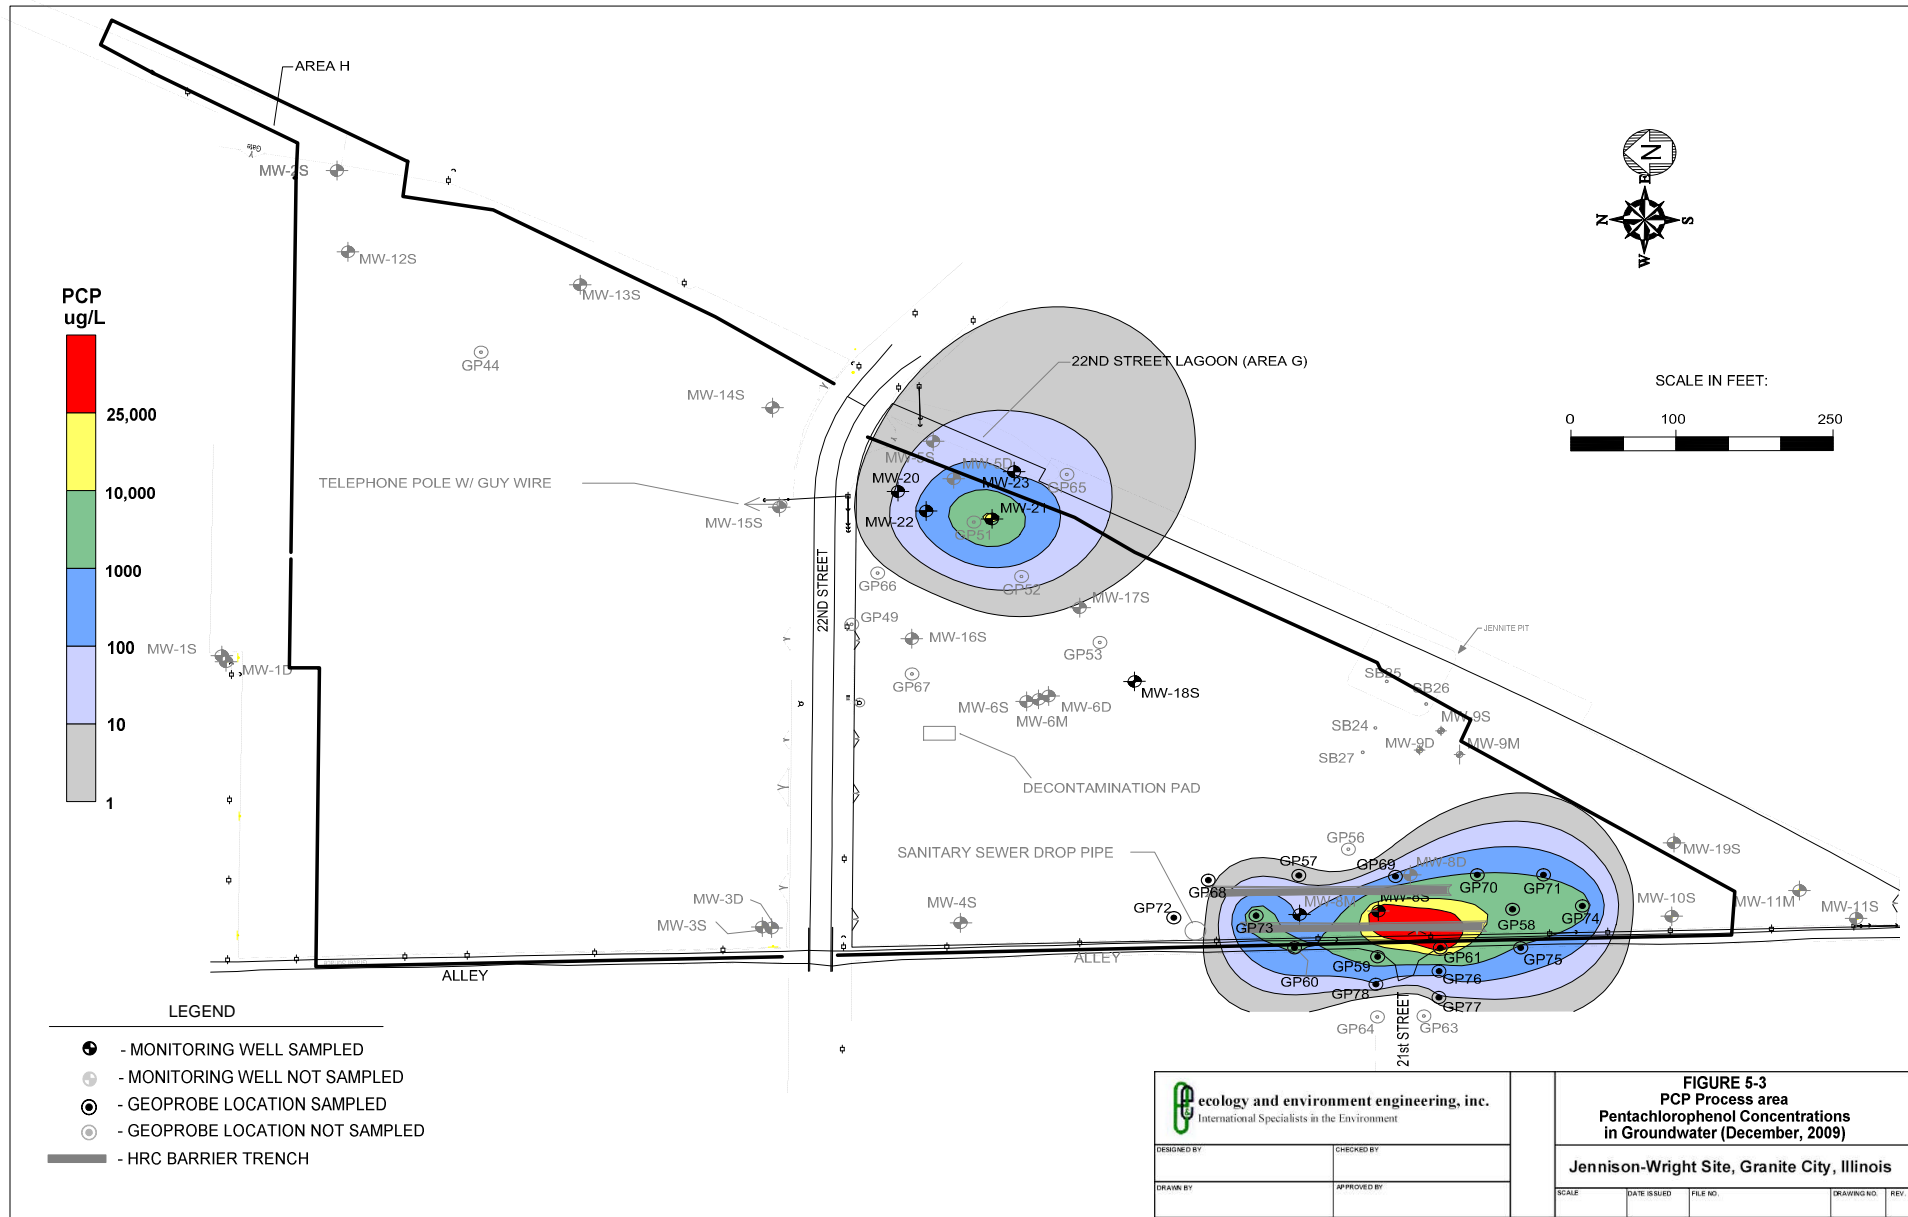 AREA H
Gate
MW-2S
MW-12S
MW-13S
GP44
MW-14S
TELEPHONE POLE W/ GUY WIRE
MW-15S
22ND STREET LAGOON (AREA G)
MW-5S
MW-5D
MW-20
MW-23
GP65
MW-22
MW-21
GP51
GP66
GP52
22ND STREET
GP49
MW-17S
MW-16S
GP53
GP67
MW-18S
MW-6S
MW-6D
MW-6M
DECONTAMINATION PAD
MW-1S
MW-1D
JENNITE PIT
SB25
SB26
SB24
MW-9S
MW-9D
MW-9M
SB27
N
E
N
S
W
SCALE IN FEET:
0
100
250
PCP
ug/L
25,000
10,000
1000
100
10
1
SANITARY SEWER DROP PIPE
GP56
GP57
GP69
MW-8D
GP68
GP70
GP71
MW-19S
MW-3D
MW-3S
MW-4S
GP72
GP73
MW-8M
MW-8S
GP58
GP74
MW-10S
MW-11M
MW-11S
ALLEY
ALLEY
GP60
GP59
GP61
GP75
GP76
GP78
GP77
GP64
GP63
21st STREET
LEGEND
- MONITORING WELL SAMPLED
- MONITORING WELL NOT SAMPLED
- GEOPROBE LOCATION SAMPLED
- GEOPROBE LOCATION NOT SAMPLED
- HRC BARRIER TRENCH
ecology and environment engineering, inc.
International Specialists in the Environment
DESIGNED BY
CHECKED BY
DRAWN BY
APPROVED BY
FIGURE 5-3
PCP Process area
Pentachlorophenol Concentrations
in Groundwater (December, 2009)
Jennison-Wright Site, Granite City, Illinois
SCALE
DATE ISSUED
FILE NO.
DRAWING NO.
REV.